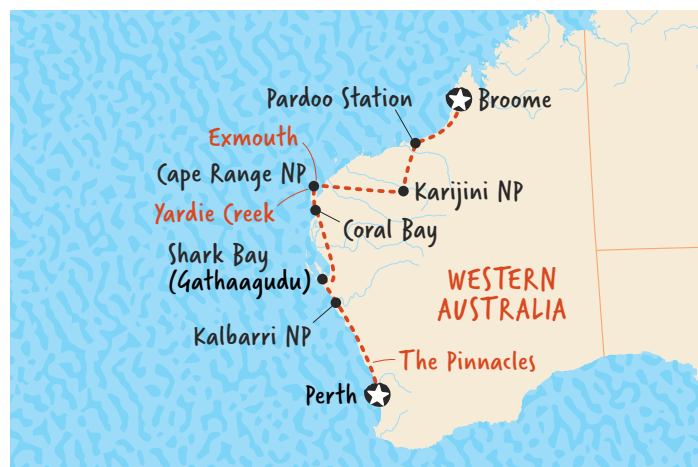 Pardoo Station
Broome
Exmouth
Cape Range NP
Karijini NP
Yardie Creek
Coral Bay
Shark Bay
(Gathaagudu)
WESTERN
AUSTRALIA
Kalbarri NP
The Pinnacles
Perth